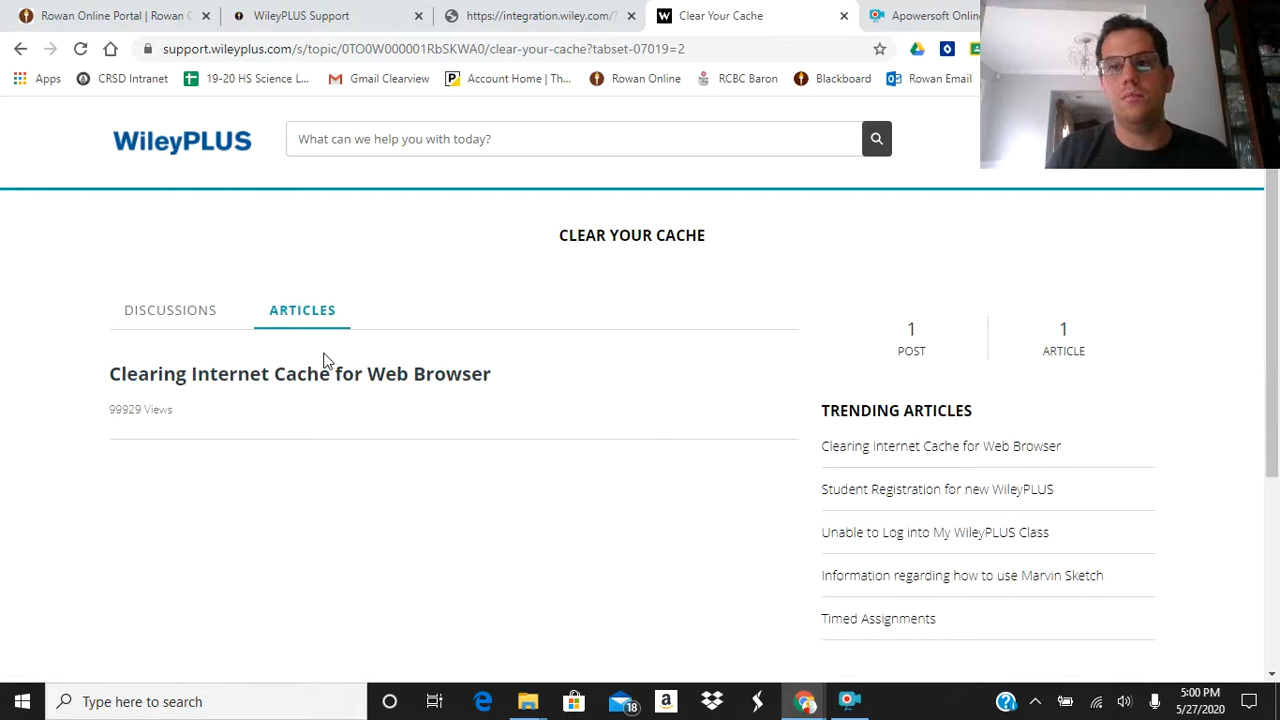 Rowan Online Portal | Rowan C
WileyPLUS Support
https://integration.wiley.com/?
Clear Your Cache
Apowersoft Onlin
support.wileyplus.com/s/topic/0TO0W000001RbSKWA0/clear-your-cache?tabset-07019=2
Apps
CRSD Intranet
19-20 HS Science L...
Gmail Clearview
Account Home | Th...
Rowan Online
RCBC Baron
Blackboard
Rowan Email
WileyPLUS
What can we help you with today?
CLEAR YOUR CACHE
DISCUSSIONS
ARTICLES
1
POST
1
ARTICLE
Clearing Internet Cache for Web Browser
99929 Views
TRENDING ARTICLES
Clearing Internet Cache for Web Browser
Student Registration for new WileyPLUS
Unable to Log into My WileyPLUS Class
Information regarding how to use Marvin Sketch
Timed Assignments
Type here to search
18
5:00 PM
5/27/2020